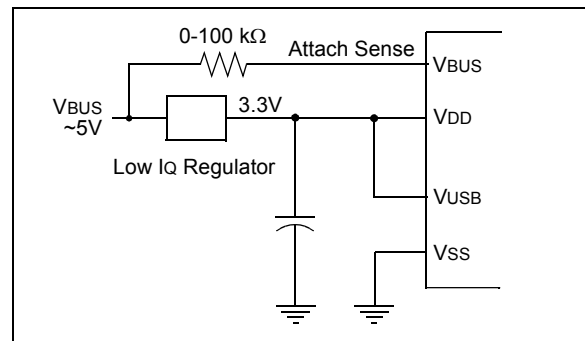 0-100 kΩ
Attach Sense
VBUS
VBUS
~5V
3.3V
VDD
Low IQ Regulator
VUSB
VSS